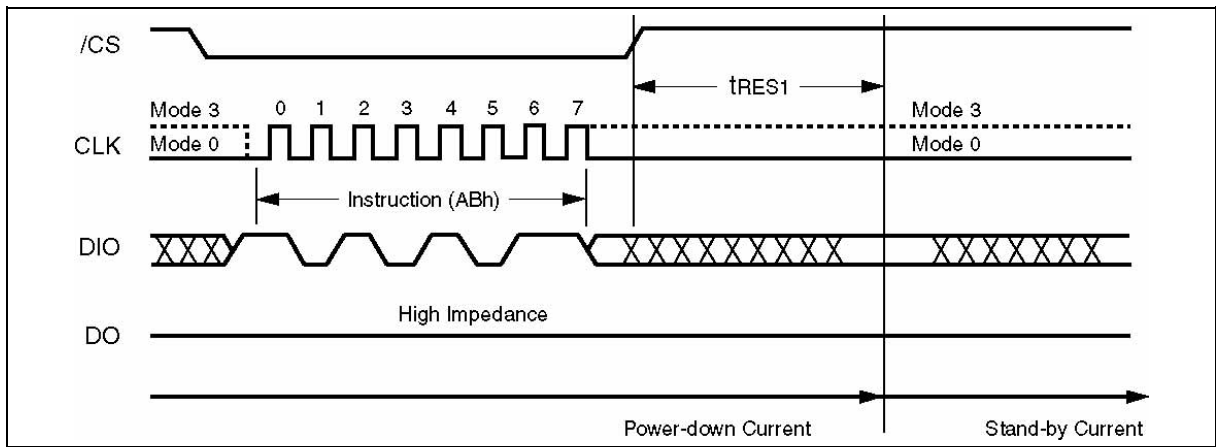 /CS
tRES1
Mode 3 0 1 2 3 4 5 6 7 Mode 3
CLK Mode 0 Mode 0
Instruction (ABh)
DIO
High Impedance
DO
Power-down Current Stand-by Current